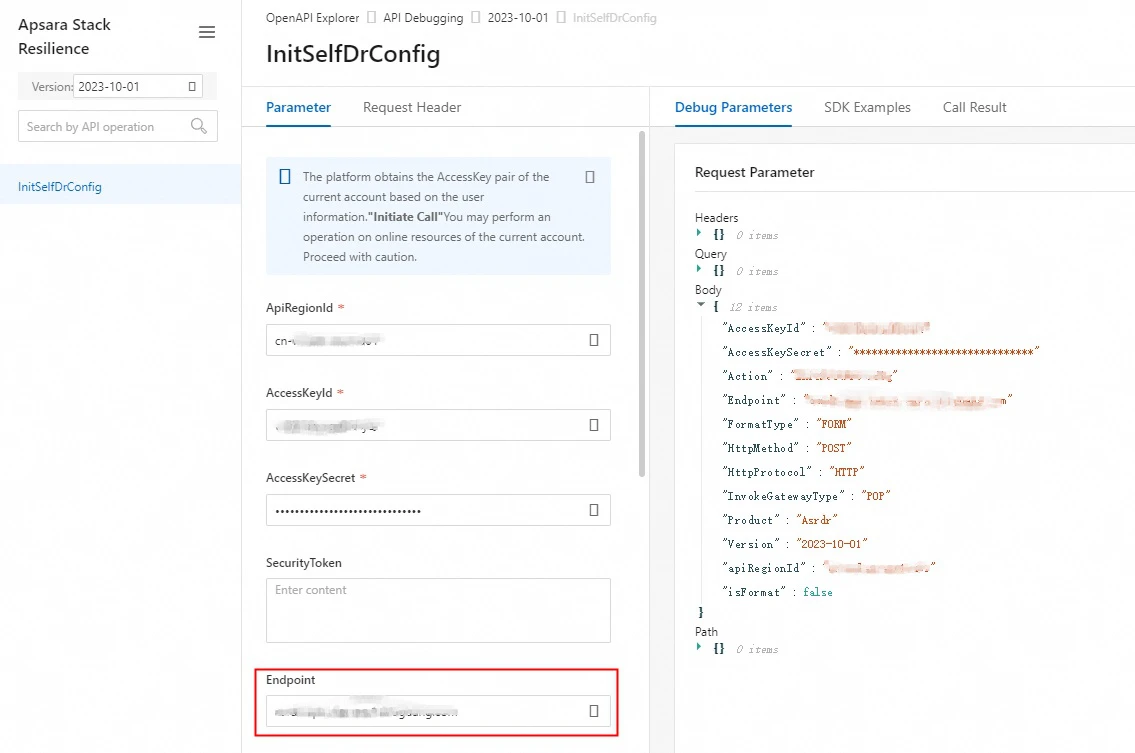 Apsara Stack
Resilience
Version: 2023-10-01
Search by API operation
InitSelfDrConfig
OpenAPI Explorer API Debugging 2023-10-01 InitSelfDrConfig
InitSelfDrConfig
Parameter Request Header
The platform obtains the AccessKey pair of the
current account based on the user
information."Initiate Call"You may perform an
operation on online resources of the current account.
Proceed with caution.
ApiRegionId *
cn-
AccessKeyId *
AccessKeySecret *
••••••••••••••••••••••••••••••
SecurityToken
Enter content
Endpoint
Debug Parameters SDK Examples Call Result
Request Parameter
Headers
{} 0 items
Query
{} 0 items
Body
{ 12 items
"AccessKeyId" :
"AccessKeySecret" : "******************************"
"Action" :
"Endpoint" :
"FormatType" : "FORM"
"HttpMethod" : "POST"
"HttpProtocol" : "HTTP"
"InvokeGatewayType" : "POP"
"Product" : "Asrdr"
"Version" : "2023-10-01"
"apiRegionId" :
"isFormat" : false
}
Path
{} 0 items